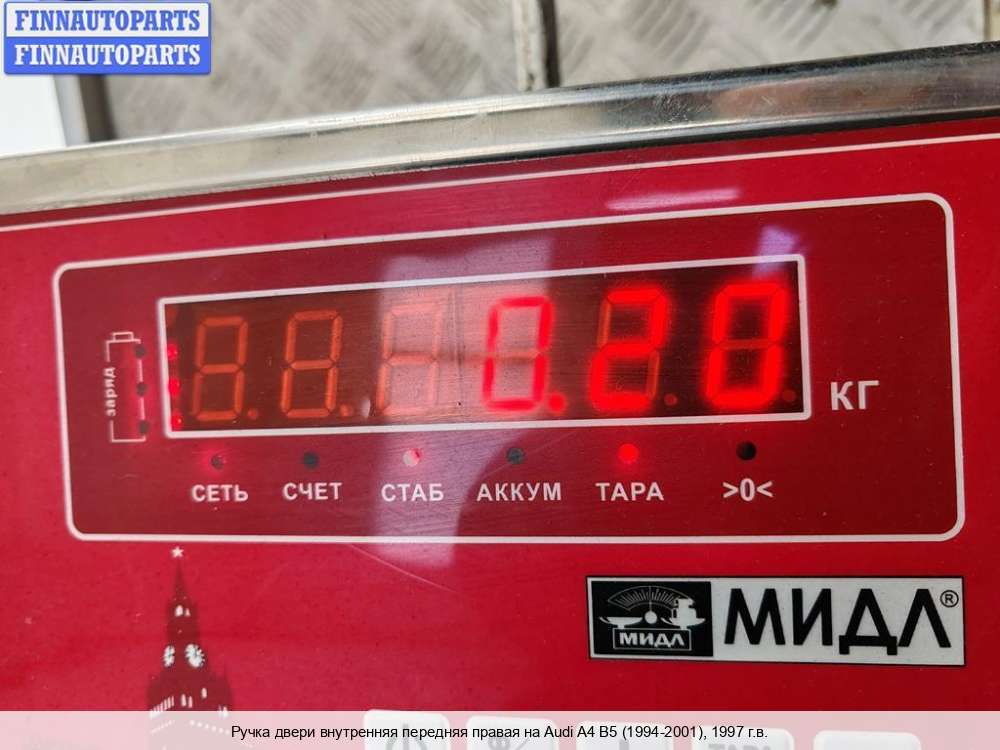 FINNAUTOPARTS
FINNAUTOPARTS
0.20
КГ
заряд
СЕТЬ СЧЕТ СТАБ АККУМ ТАРА >0<
МИДЛ МИДЛ®
Ручка двери внутренняя передняя правая на Audi A4 B5 (1994-2001), 1997 г.в.